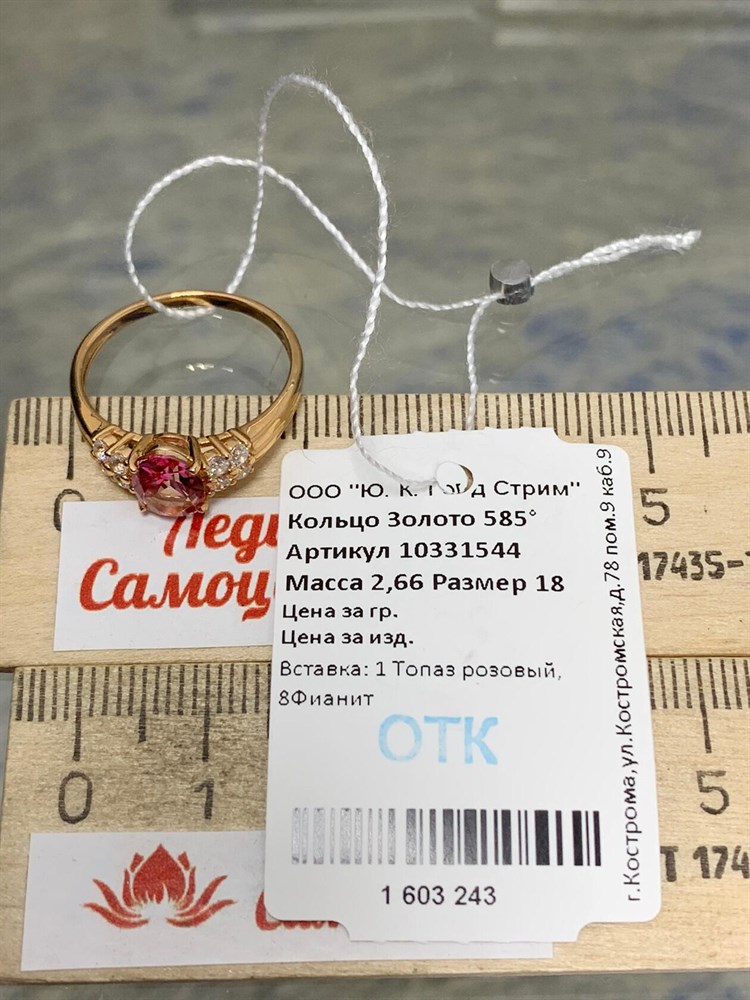 ООО "Ю. К. Голд Стрим"
Кольцо Золото 585°
Артикул 10331544
Масса 2,66 Размер 18
Цена за гр.
Цена за изд.
Вставка: 1 Топаз розовый,
8Фианит
ОТК
1 603 243
г.Кострома,ул.Костромская,д.78 пом.9 каб.9
5
17435-
0
1
5
Т 174